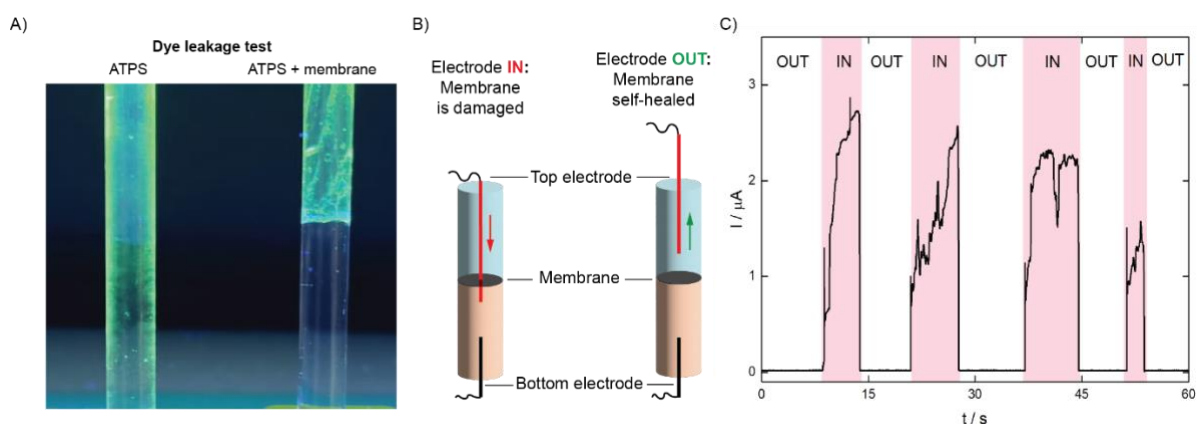 A)
Dye leakage test
ATPS
ATPS + membrane
B)
Electrode IN:
Membrane
is damaged
Electrode OUT:
Membrane
self-healed
Top electrode
Membrane
Bottom electrode
C)
OUT IN OUT IN OUT IN OUT IN OUT
3
2
1
0
I / μA
0 15 30 45 60
t / s